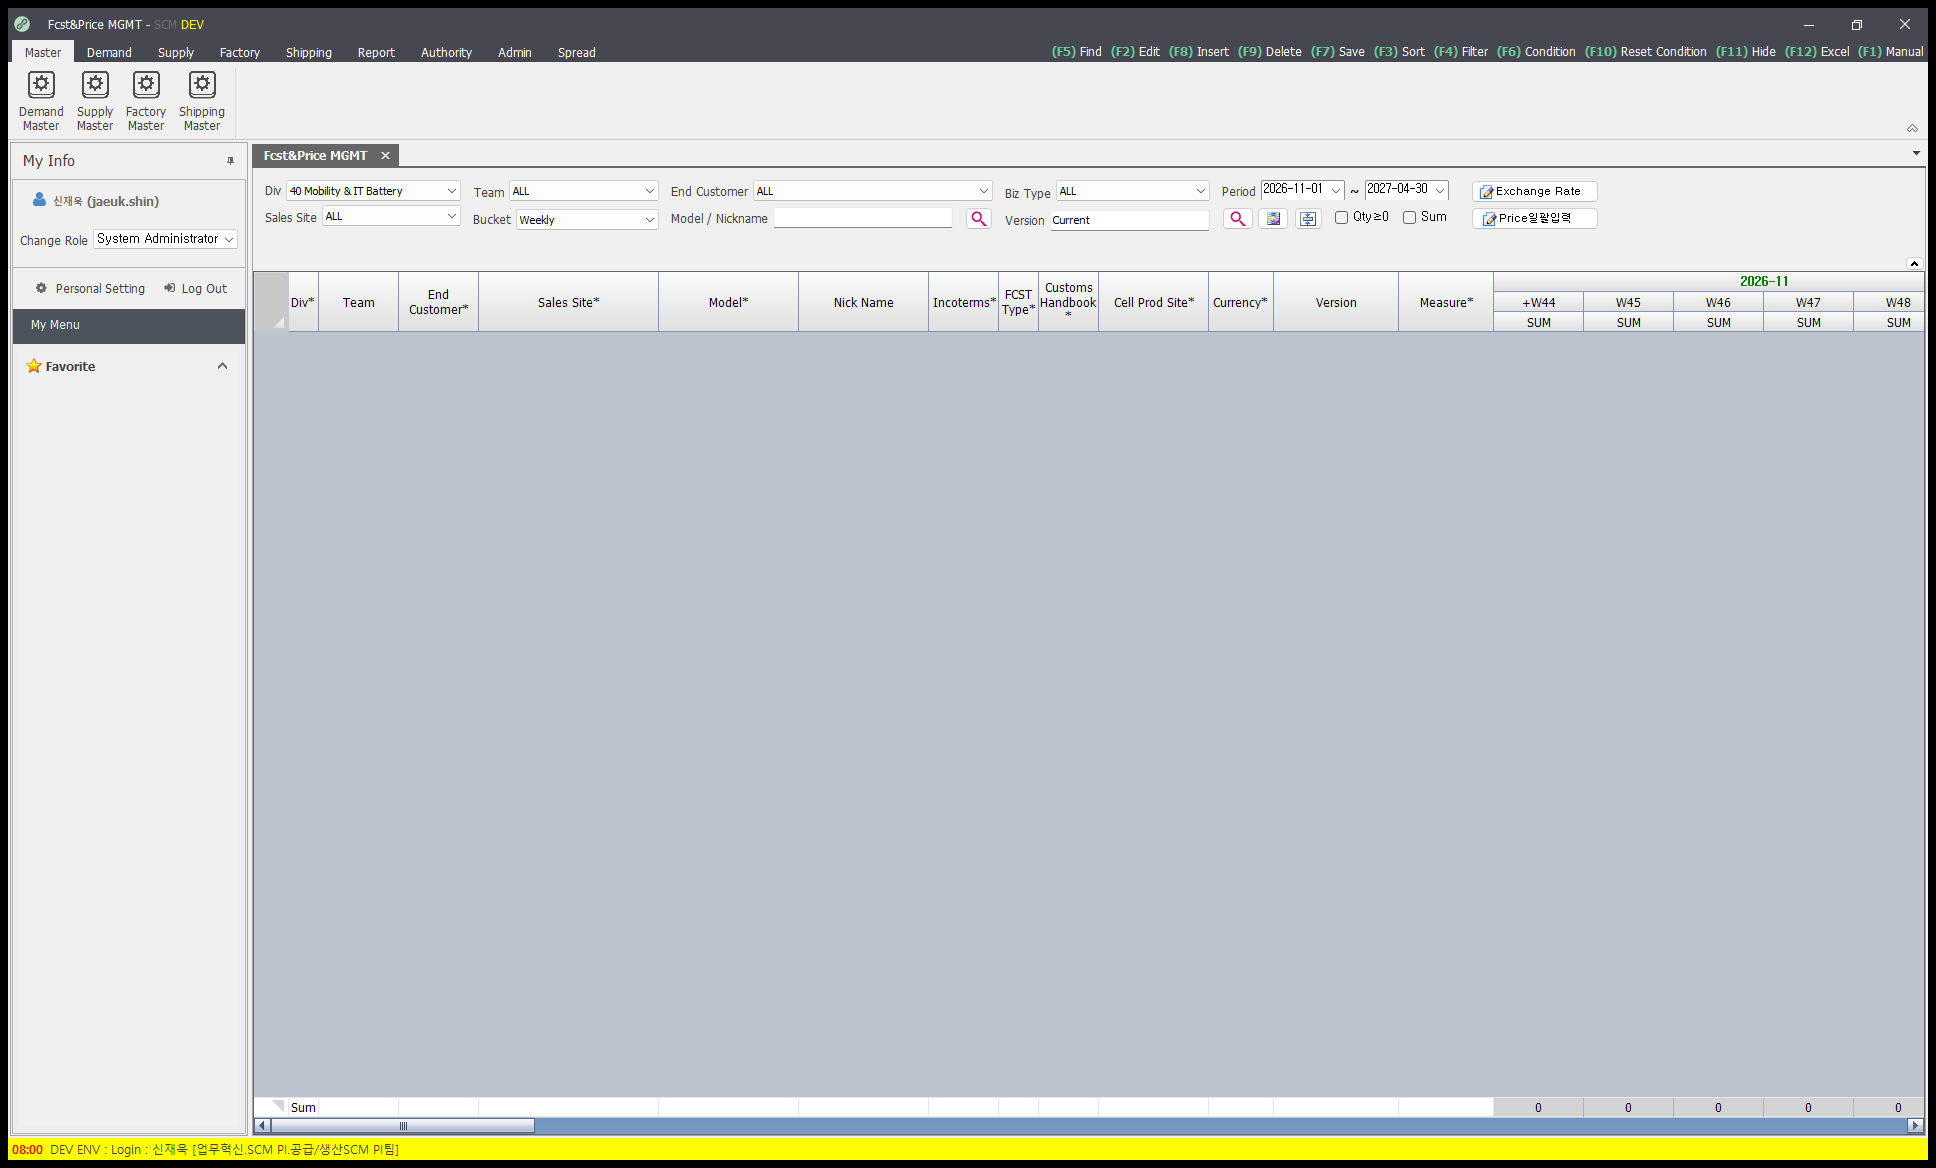 Fcst&Price MGMT - SCM DEV
Master Demand Supply Factory Shipping Report Authority Admin Spread
(F5) Find (F2) Edit (F8) Insert (F9) Delete (F7) Save (F3) Sort (F4) Filter (F6) Condition (F10) Reset Condition (F11) Hide (F12) Excel (F1) Manual
Demand Master
Supply Master
Factory Master
Shipping Master
My Info
신재욱 (jaeuk.shin)
Change Role System Administrator
Personal Setting Log Out
My Menu
Favorite
Fcst&Price MGMT
Div 40 Mobility & IT Battery Team ALL End Customer ALL Biz Type ALL Period 2026-11-01 ~ 2027-04-30 Exchange Rate
Sales Site ALL Bucket Weekly Model / Nickname Version Current Qty≥0 Sum Price일괄입력
Div* Team End Customer* Sales Site* Model* Nick Name Incoterms* FCST Type* Customs Handbook* Cell Prod Site* Currency* Version Measure*
2026-11
+W44 W45 W46 W47 W48
SUM SUM SUM SUM SUM
Sum 0 0 0 0 0
08:00 DEV ENV : Login : 신재욱 [업무혁신.SCM PI.공급/생산SCM PI팀]